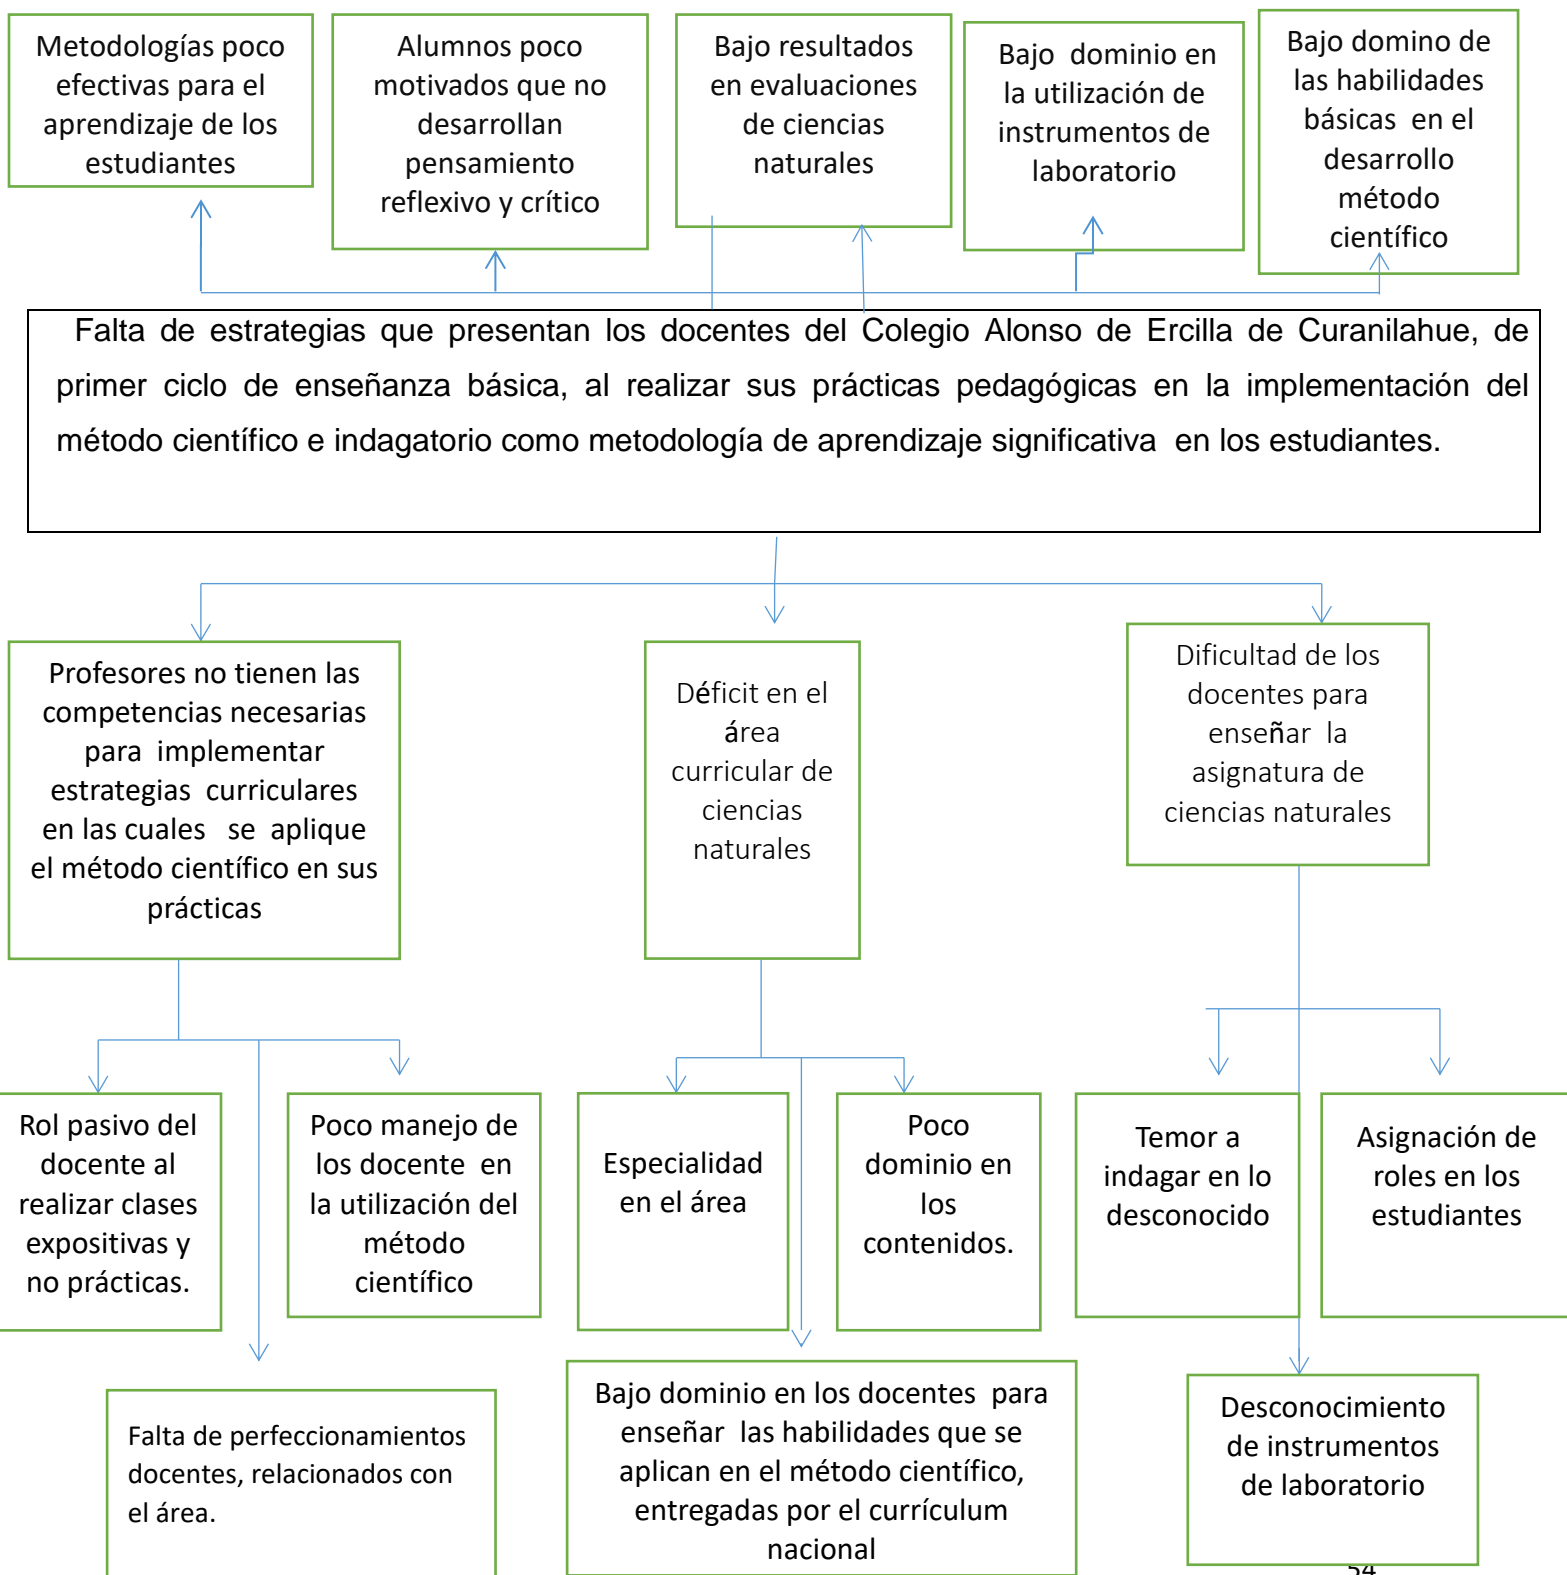 Metodologías poco
efectivas para el
aprendizaje de los
estudiantes
Alumnos poco
motivados que no
desarrollan
pensamiento
reflexivo y crítico
Bajo resultados
en evaluaciones
de ciencias
naturales
Bajo dominio en
la utilización de
instrumentos de
laboratorio
Bajo domino de
las habilidades
básicas en el
desarrollo
método
científico
Falta de estrategias que presentan los docentes del Colegio Alonso de Ercilla de Curanilahue, de
primer ciclo de enseñanza básica, al realizar sus prácticas pedagógicas en la implementación del
método científico e indagatorio como metodología de aprendizaje significativa en los estudiantes.
Profesores no tienen las
competencias necesarias
para implementar
estrategias curriculares
en las cuales se aplique
el método científico en sus
prácticas
Déficit en el
área
curricular de
ciencias
naturales
Dificultad de los
docentes para
enseñar la
asignatura de
ciencias naturales
Rol pasivo del
docente al
realizar clases
expositivas y
no prácticas.
Poco manejo de
los docente en
la utilización del
método
científico
Especialidad
en el área
Poco
dominio en
los
contenidos.
Temor a
indagar en lo
desconocido
Asignación de
roles en los
estudiantes
Falta de perfeccionamientos
docentes, relacionados con
el área.
Bajo dominio en los docentes para
enseñar las habilidades que se
aplican en el método científico,
entregadas por el currículum
nacional
Desconocimiento
de instrumentos
de laboratorio
54